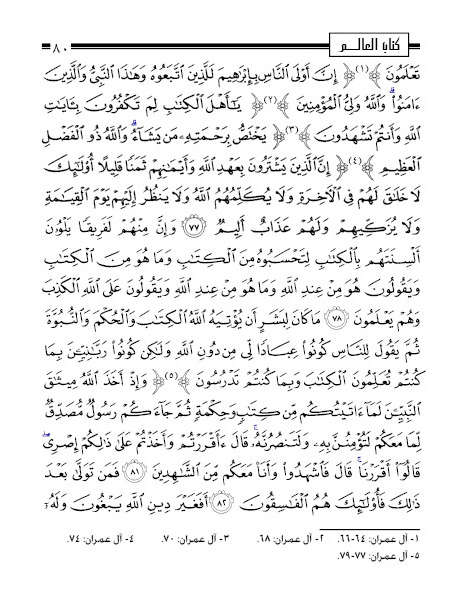 كتاب العالم ٨٠
تَعْلَمُونَ ﴾(١) ﴿ إِنَّ أَوْلَى ٱلنَّاسِ بِإِبْرَٰهِيمَ لَلَّذِينَ ٱتَّبَعُوهُ وَهَٰذَا ٱلنَّبِىُّ وَٱلَّذِينَ
ءَامَنُوا۟ ۗ وَٱللَّهُ وَلِىُّ ٱلْمُؤْمِنِينَ ﴾(٢) ﴿ يَٰٓأَهْلَ ٱلْكِتَٰبِ لِمَ تَكْفُرُونَ بِـَٔايَٰتِ
ٱللَّهِ وَأَنتُمْ تَشْهَدُونَ ﴾(٣) ﴿ يَخْتَصُّ بِرَحْمَتِهِۦ مَن يَشَآءُ ۗ وَٱللَّهُ ذُو ٱلْفَضْلِ
ٱلْعَظِيمِ ﴾(٤) ﴿ إِنَّ ٱلَّذِينَ يَشْتَرُونَ بِعَهْدِ ٱللَّهِ وَأَيْمَٰنِهِمْ ثَمَنًا قَلِيلًا أُو۟لَٰٓئِكَ
لَا خَلَٰقَ لَهُمْ فِى ٱلْـَٔاخِرَةِ وَلَا يُكَلِّمُهُمُ ٱللَّهُ وَلَا يَنظُرُ إِلَيْهِمْ يَوْمَ ٱلْقِيَٰمَةِ
وَلَا يُزَكِّيهِمْ وَلَهُمْ عَذَابٌ أَلِيمٌ ٧٧ وَإِنَّ مِنْهُمْ لَفَرِيقًا يَلْوُۥنَ
أَلْسِنَتَهُم بِٱلْكِتَٰبِ لِتَحْسَبُوهُ مِنَ ٱلْكِتَٰبِ وَمَا هُوَ مِنَ ٱلْكِتَٰبِ
وَيَقُولُونَ هُوَ مِنْ عِندِ ٱللَّهِ وَمَا هُوَ مِنْ عِندِ ٱللَّهِ وَيَقُولُونَ عَلَى ٱللَّهِ ٱلْكَذِبَ
وَهُمْ يَعْلَمُونَ ٧٨ مَا كَانَ لِبَشَرٍ أَن يُؤْتِيَهُ ٱللَّهُ ٱلْكِتَٰبَ وَٱلْحُكْمَ وَٱلنُّبُوَّةَ
ثُمَّ يَقُولَ لِلنَّاسِ كُونُوا۟ عِبَادًا لِّى مِن دُونِ ٱللَّهِ وَلَٰكِن كُونُوا۟ رَبَّٰنِيِّۦنَ بِمَا
كُنتُمْ تُعَلِّمُونَ ٱلْكِتَٰبَ وَبِمَا كُنتُمْ تَدْرُسُونَ ﴾(٥) ﴿ وَإِذْ أَخَذَ ٱللَّهُ مِيثَٰقَ
ٱلنَّبِيِّۦنَ لَمَآ ءَاتَيْتُكُم مِّن كِتَٰبٍ وَحِكْمَةٍ ثُمَّ جَآءَكُمْ رَسُولٌ مُّصَدِّقٌ
لِّمَا مَعَكُمْ لَتُؤْمِنُنَّ بِهِۦ وَلَتَنصُرُنَّهُۥ ۚ قَالَ ءَأَقْرَرْتُمْ وَأَخَذْتُمْ عَلَىٰ ذَٰلِكُمْ إِصْرِى ۖ
قَالُوٓا۟ أَقْرَرْنَا ۚ قَالَ فَٱشْهَدُوا۟ وَأَنَا۠ مَعَكُم مِّنَ ٱلشَّٰهِدِينَ ٨١ فَمَن تَوَلَّىٰ بَعْدَ
ذَٰلِكَ فَأُو۟لَٰٓئِكَ هُمُ ٱلْفَٰسِقُونَ ٨٢ أَفَغَيْرَ دِينِ ٱللَّهِ يَبْغُونَ وَلَهُۥٓ
١- آل عمران: ٦٤-٦٦. ٢- آل عمران: ٦٨. ٣- آل عمران: ٧٠. ٤- آل عمران: ٧٤.
٥- آل عمران: ٧٧-٧٩.